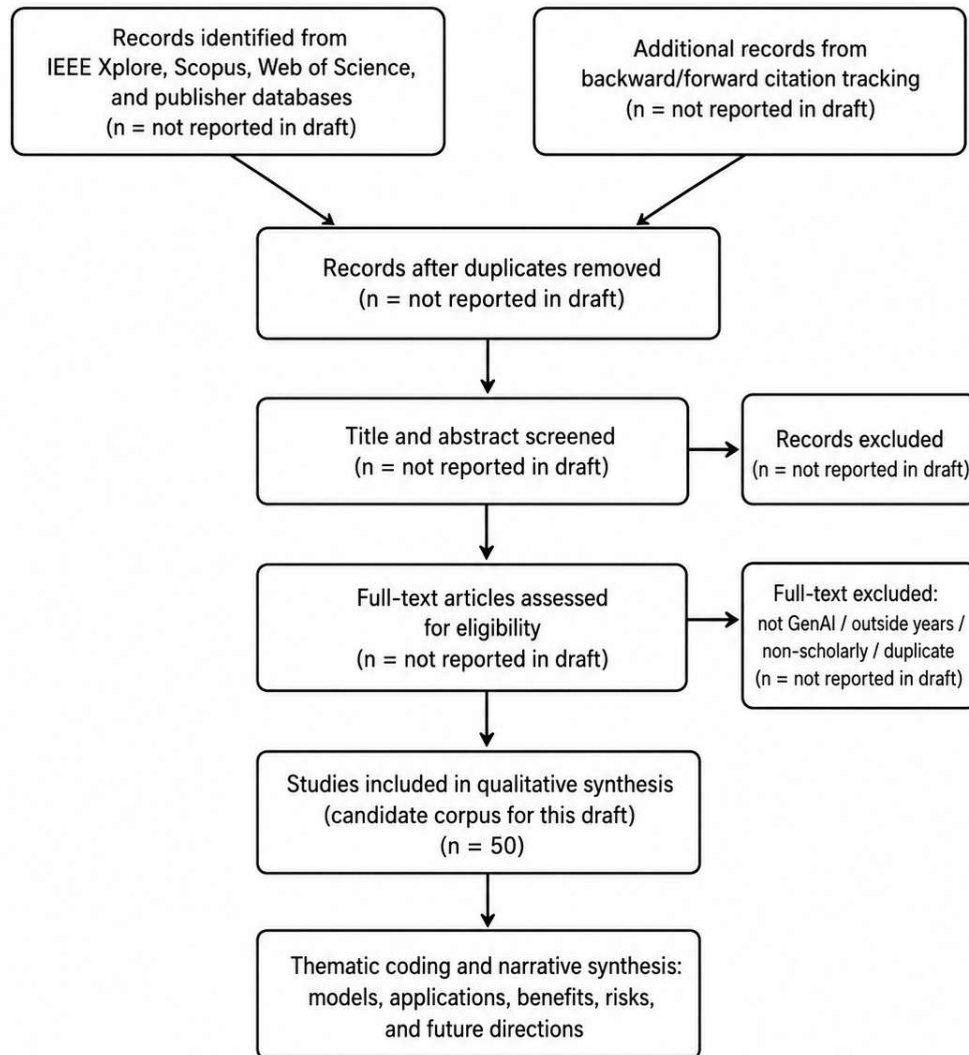 Records identified from
IEEE Xplore, Scopus, Web of Science,
and publisher databases
(n = not reported in draft)
Additional records from
backward/forward citation tracking
(n = not reported in draft)
Records after duplicates removed
(n = not reported in draft)
Title and abstract screened
(n = not reported in draft)
Records excluded
(n = not reported in draft)
Full-text articles assessed
for eligibility
(n = not reported in draft)
Full-text excluded:
not GenAI / outside years /
non-scholarly / duplicate
(n = not reported in draft)
Studies included in qualitative synthesis
(candidate corpus for this draft)
(n = 50)
Thematic coding and narrative synthesis:
models, applications, benefits, risks,
and future directions